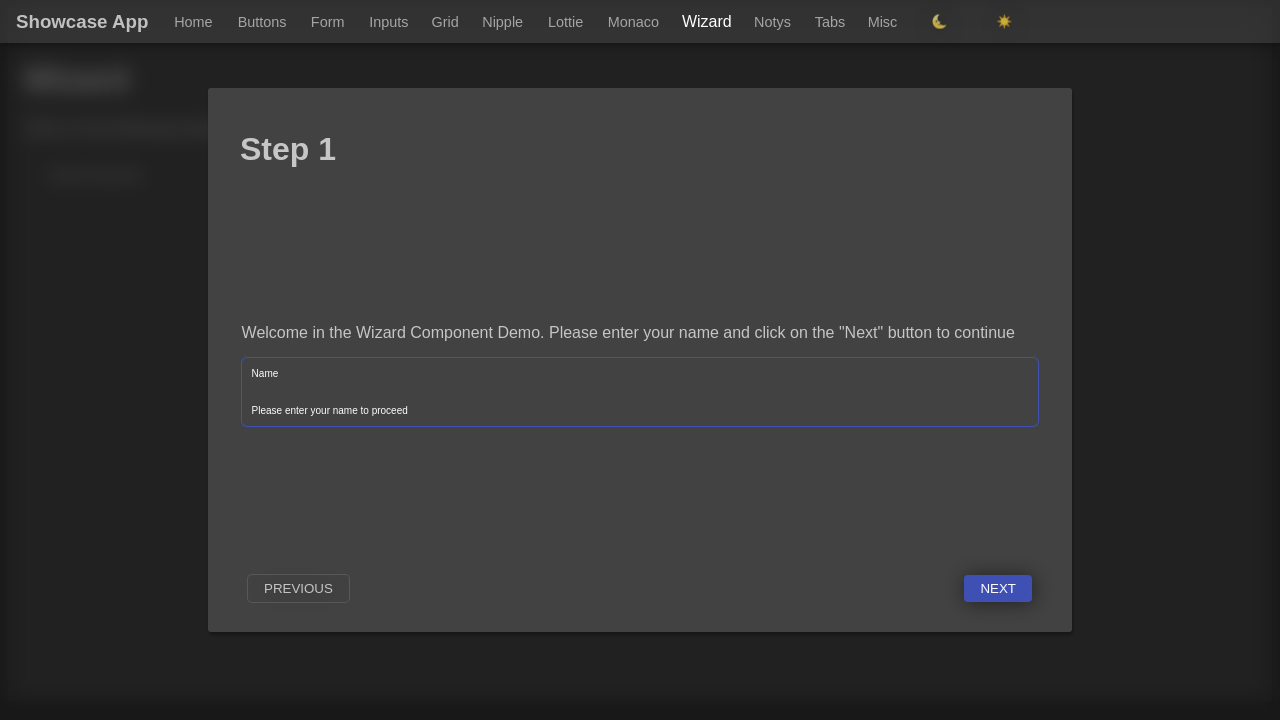 Showcase App Home Buttons Form Inputs Grid Nipple Lottie Monaco Wizard Notys Tabs Misc
Step 1
Welcome in the Wizard Component Demo. Please enter your name and click on the "Next" button to continue
Name
Please enter your name to proceed
PREVIOUS NEXT